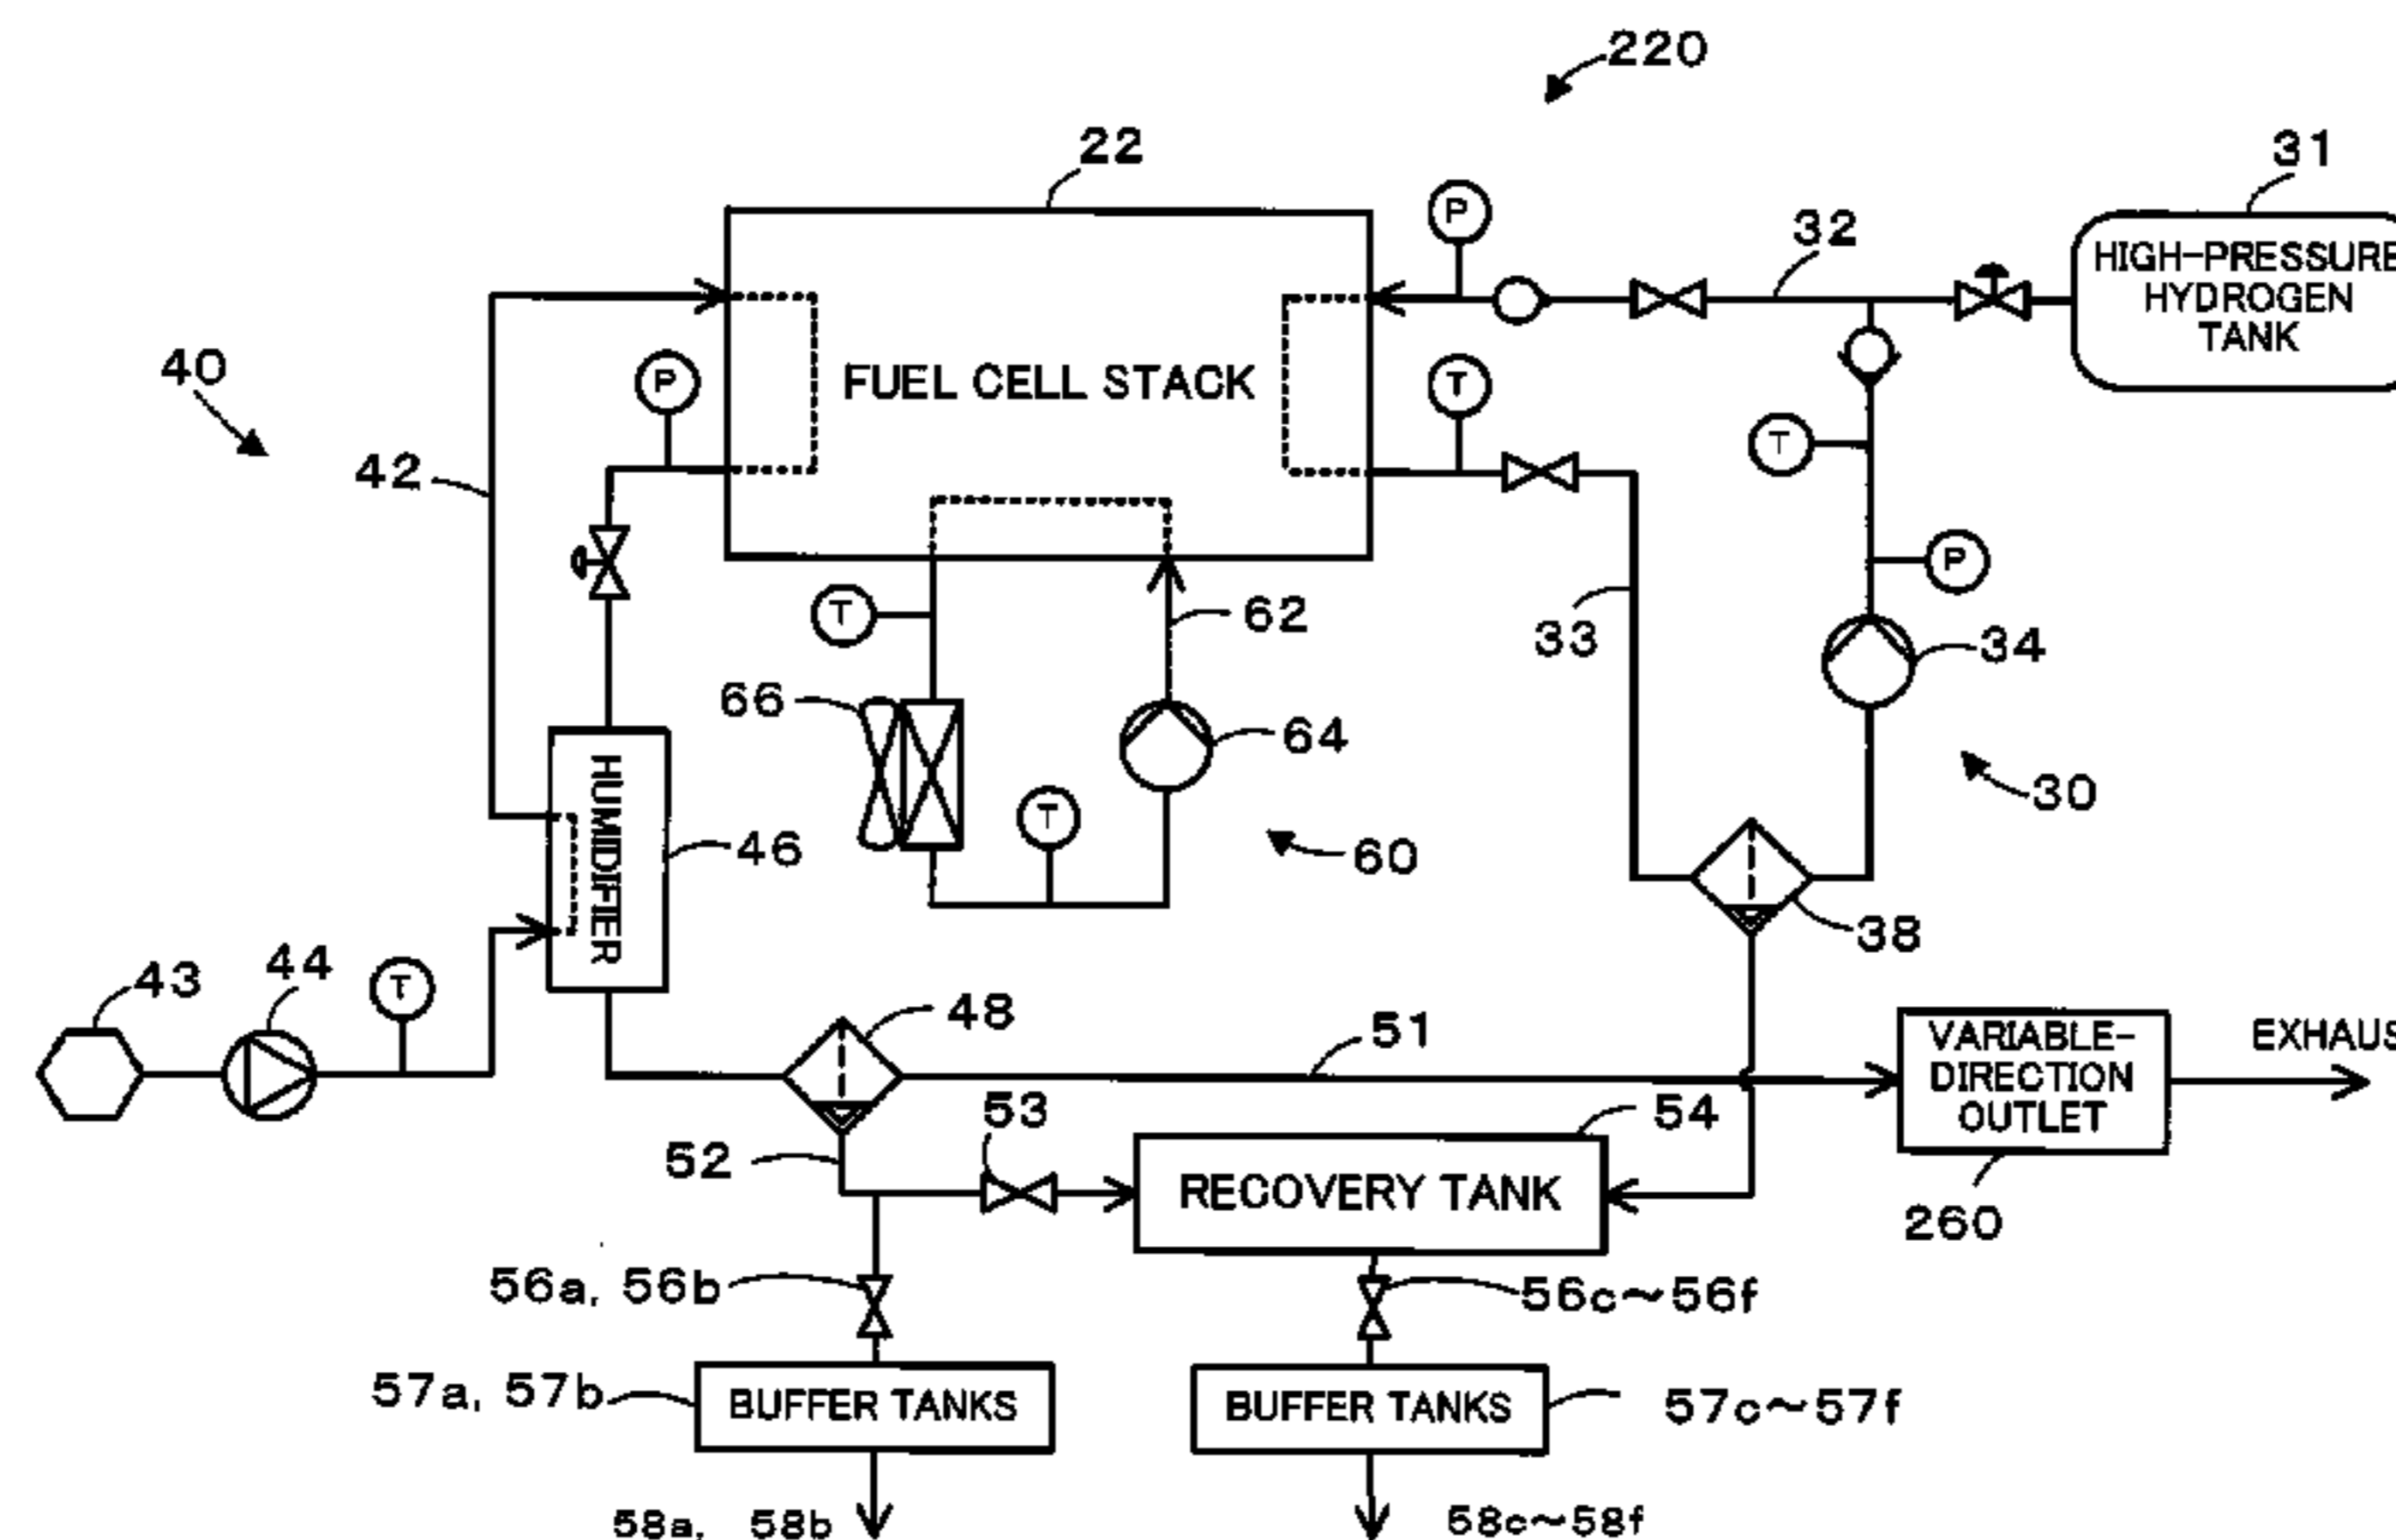 220
22
31
P
32
HIGH-PRESSURE
HYDROGEN
TANK
40
P
FUEL CELL STACK
T
T
42
P
T
62
33
34
66
64
HUMIDIFIER
T
30
46
60
38
43
44
T
48
51
VARIABLE-
DIRECTION
OUTLET
EXHAUS
53
54
52
RECOVERY TANK
260
56a, 56b
56c~56f
57a, 57b
BUFFER TANKS
BUFFER TANKS
57c~57f
58a, 58b
58c~58f